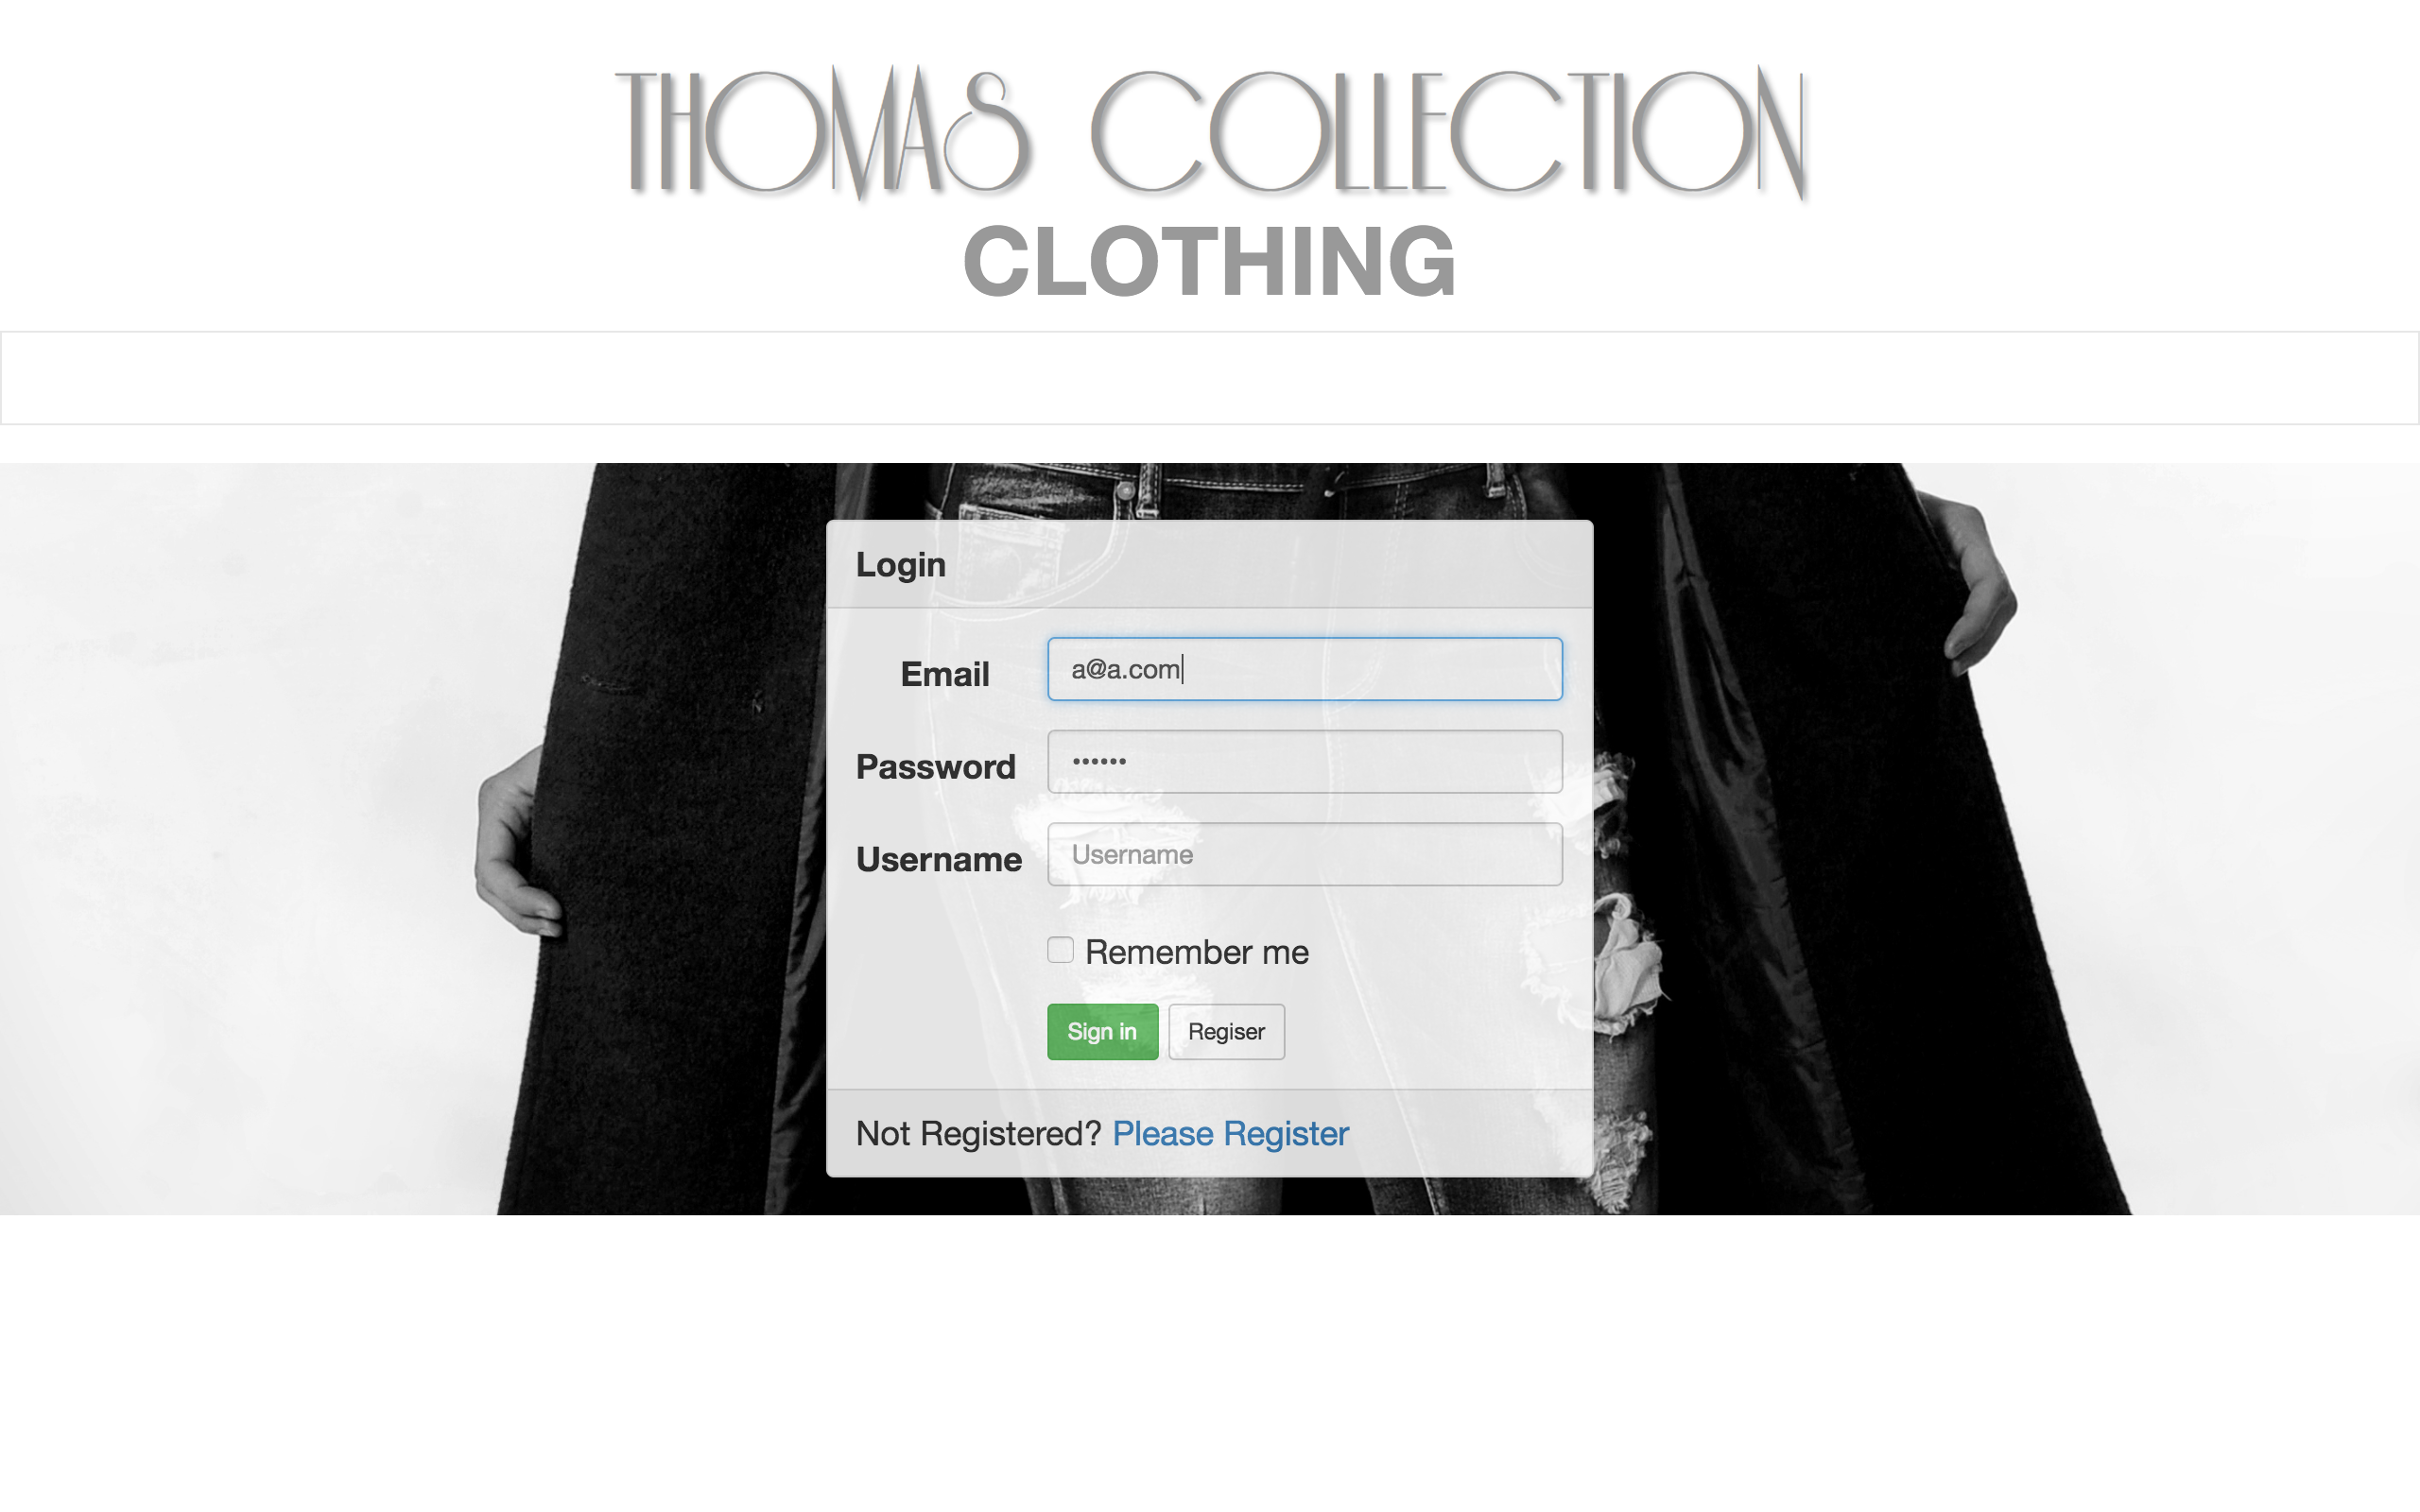 THOMAS COLLECTION
CLOTHING
Login
Email a@a.com
Password ••••••
Username Username
Remember me
Sign in Regiser
Not Registered? Please Register